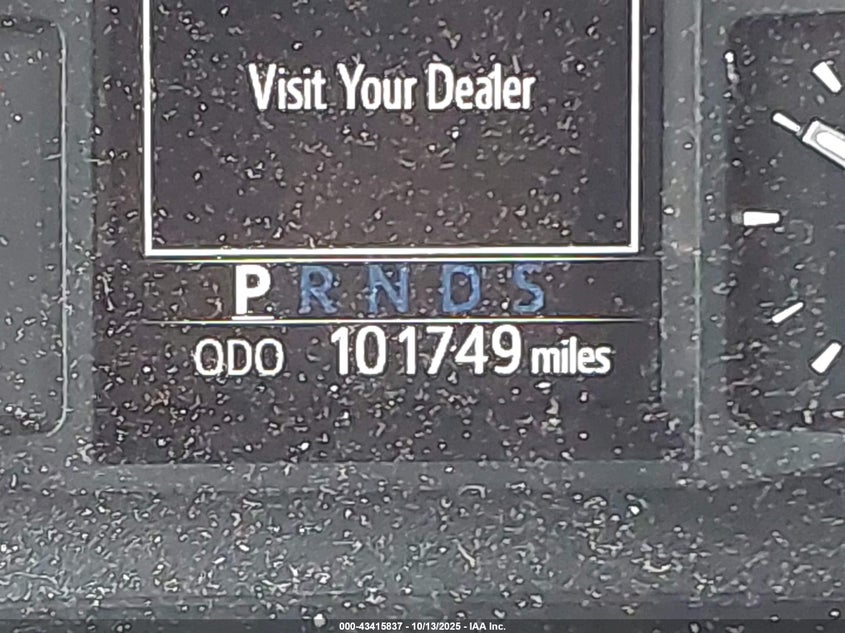 Visit Your Dealer
P R N D S
ODO 101749 miles
000-43415837 - 10/13/2025 - IAA Inc.